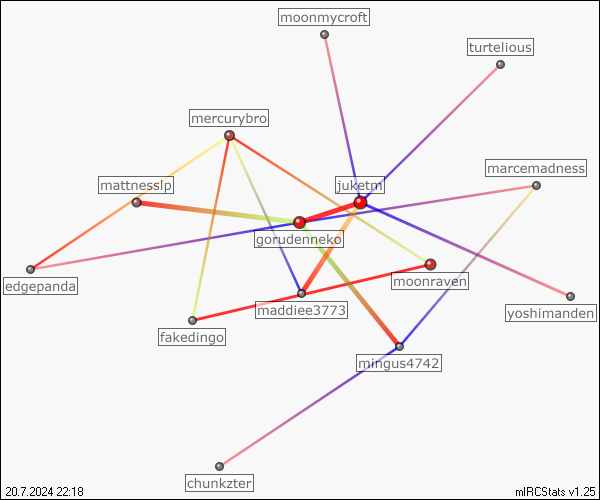 moonmycroft
turtelious
mercurybro
marcemadness
mattnesslp
juketm
gorudenneko
edgepanda
moonraven
maddiee3773
yoshimanden
fakedingo
mingus4742
chunkzter
20.7.2024 22:18
mIRCStats v1.25